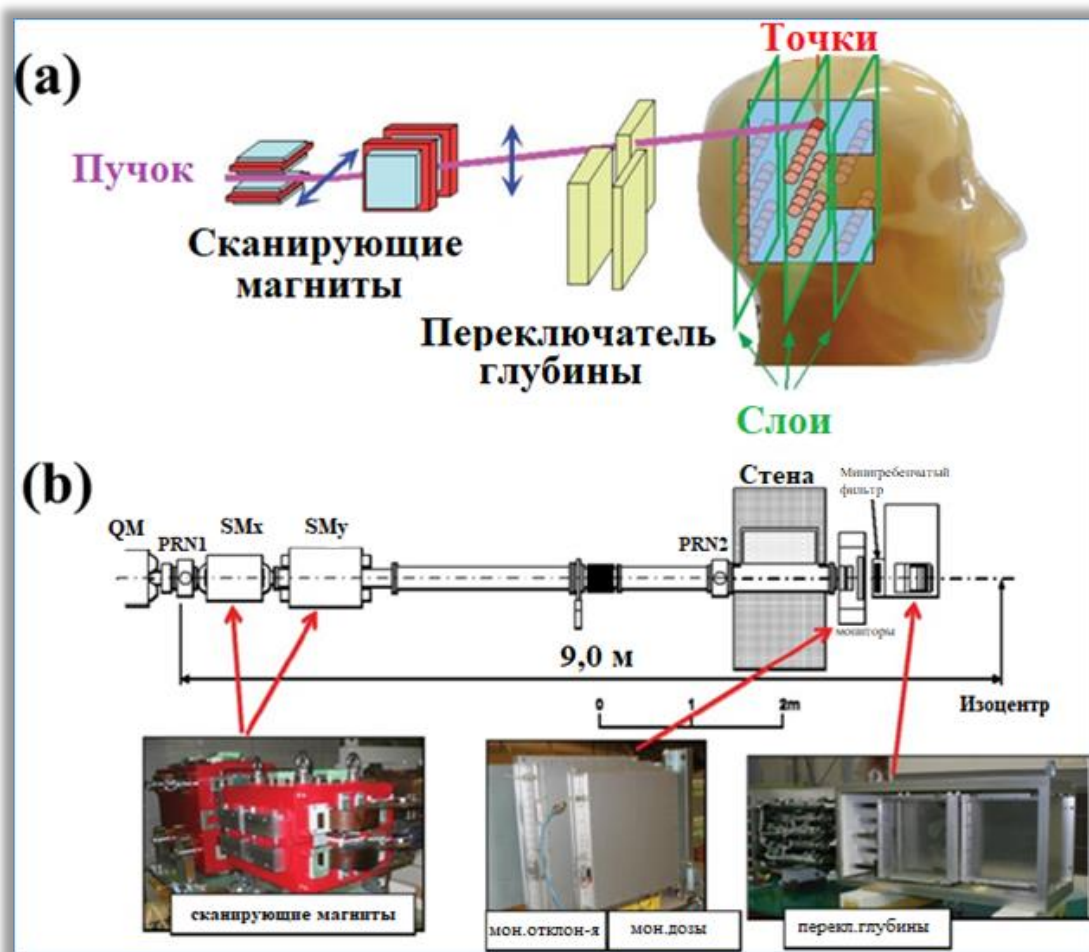 (a)
Точки
Пучок
Сканирующие
магниты
Переключатель
глубины
Слои
(b)
Стена
Минигребенчатый
фильтр
QM
PRN1
SMx
SMy
PRN2
мониторы
9,0 м
Изоцентр
0
1
2m
сканирующие магниты
мон.отклон-я
мон.дозы
перекл.глубины